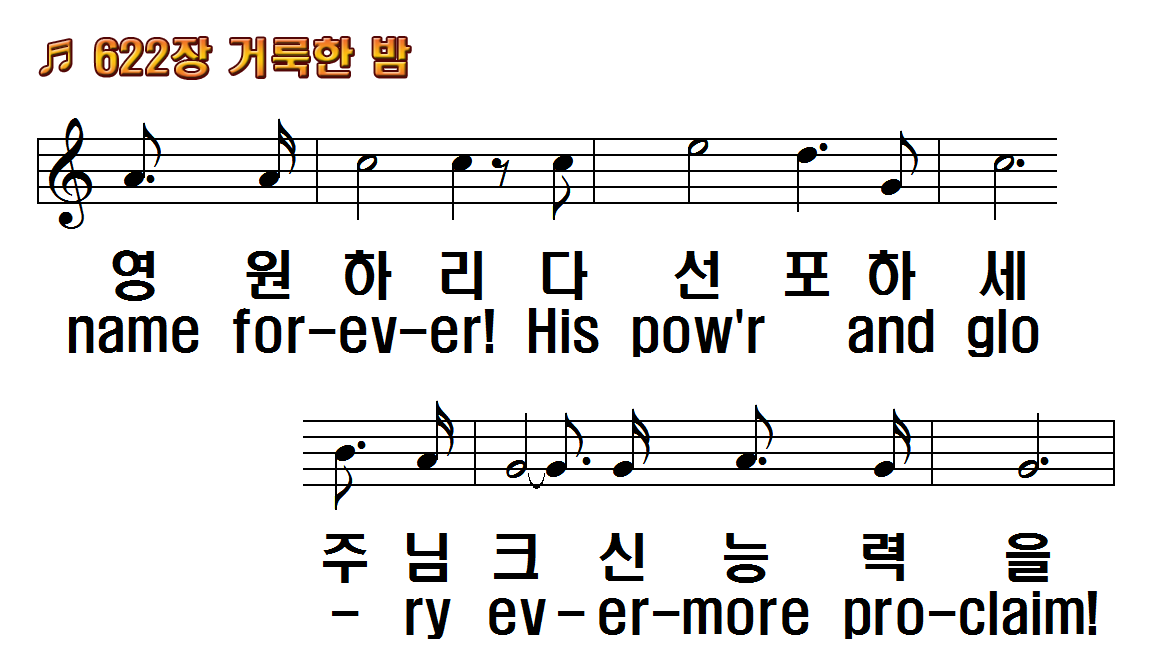 622장 거룩한 밤
영 원 하 리 다 선 포 하 세
name for-ev-er! His pow'r and glo
주 님 크 신 능 력 을
- ry ev-er-more pro-claim!